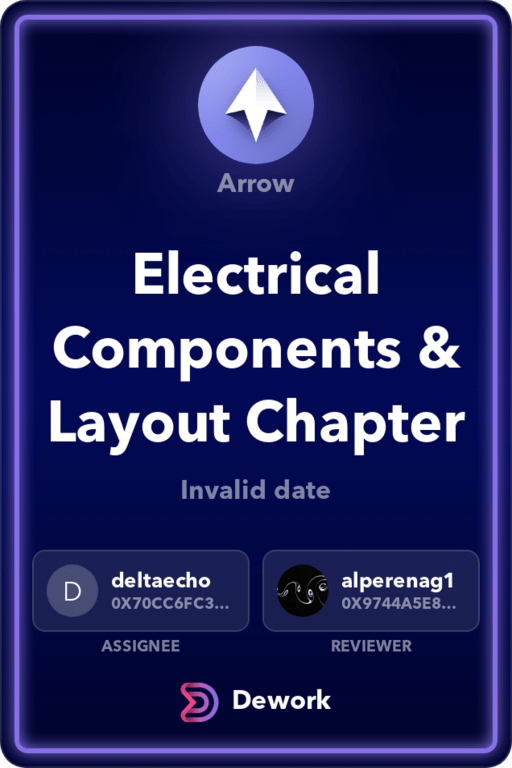 Arrow
Electrical
Components &
Layout Chapter
Invalid date
D
deltaecho
0X70CC6FC3...
alperenag1
0X9744A5E8...
ASSIGNEE
REVIEWER
Dework